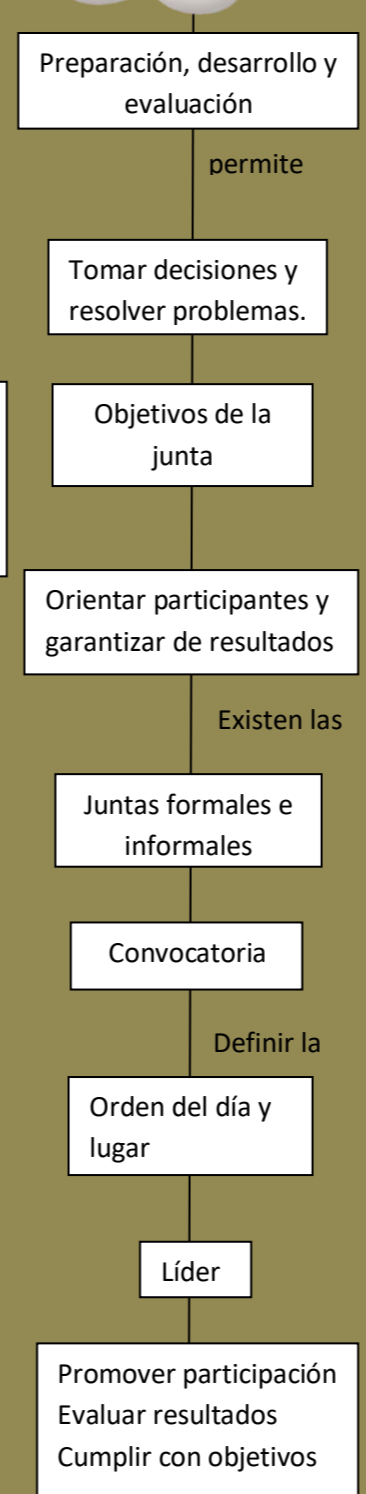 Preparación, desarrollo y
evaluación
permite
Tomar decisiones y
resolver problemas.
Objetivos de la
junta
Orientar participantes y
garantizar de resultados
Existen las
Juntas formales e
informales
Convocatoria
Definir la
Orden del día y
lugar
Líder
Promover participación
Evaluar resultados
Cumplir con objetivos